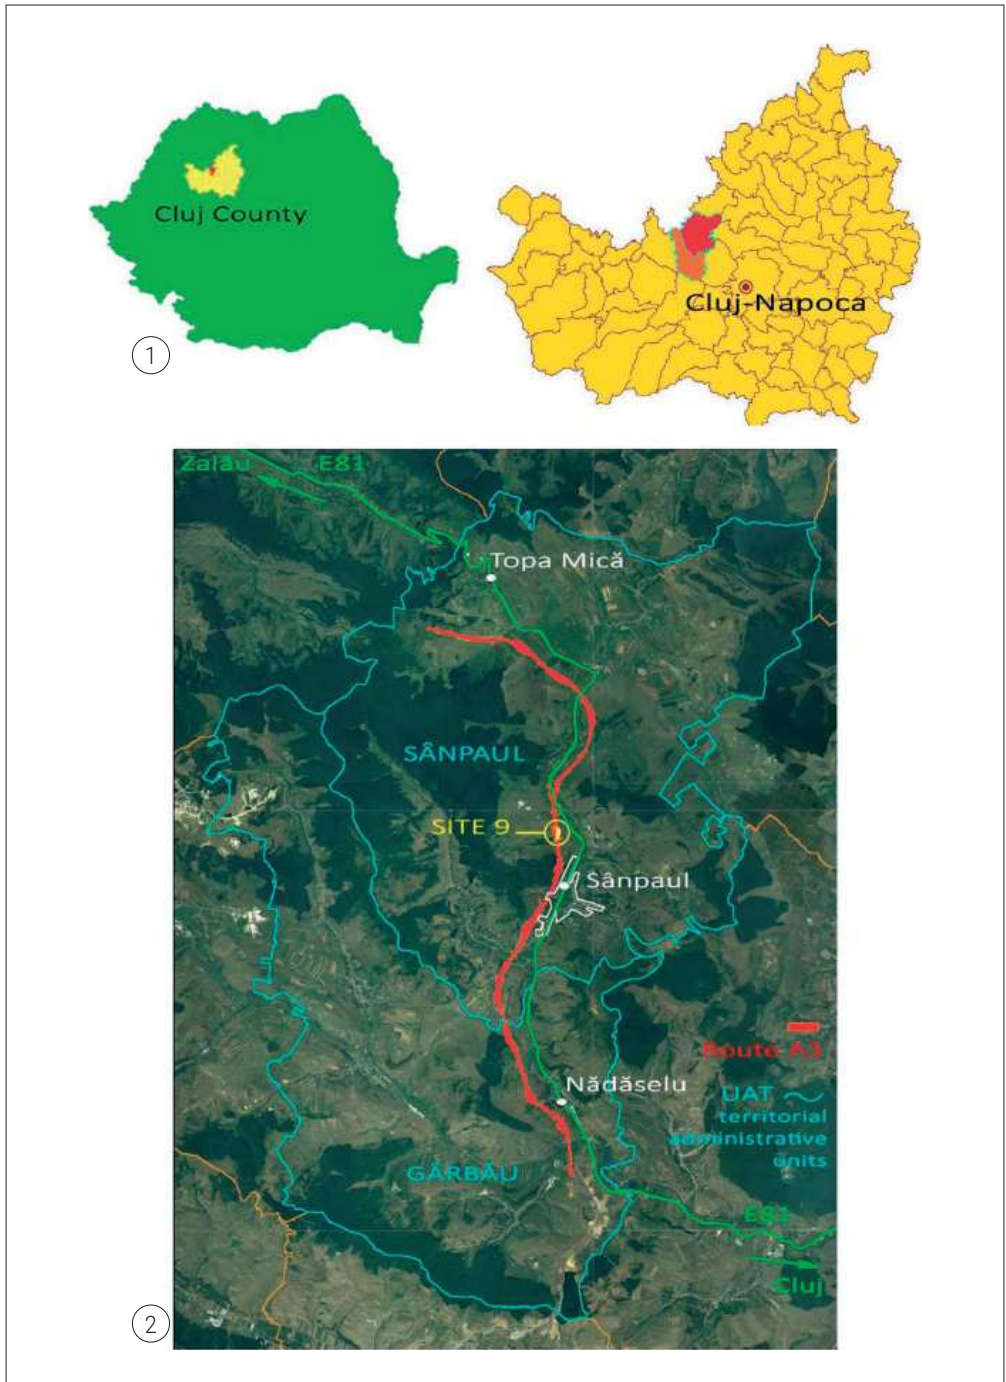 Cluj County
Cluj-Napoca
1
Zalău
E81
Topa Mică
SÂNPAUL
SITE 9
Sânpaul
Route A3
Nădăselu
UAT
territorial
administrative
units
GÂRBĂU
E81
Cluj
2